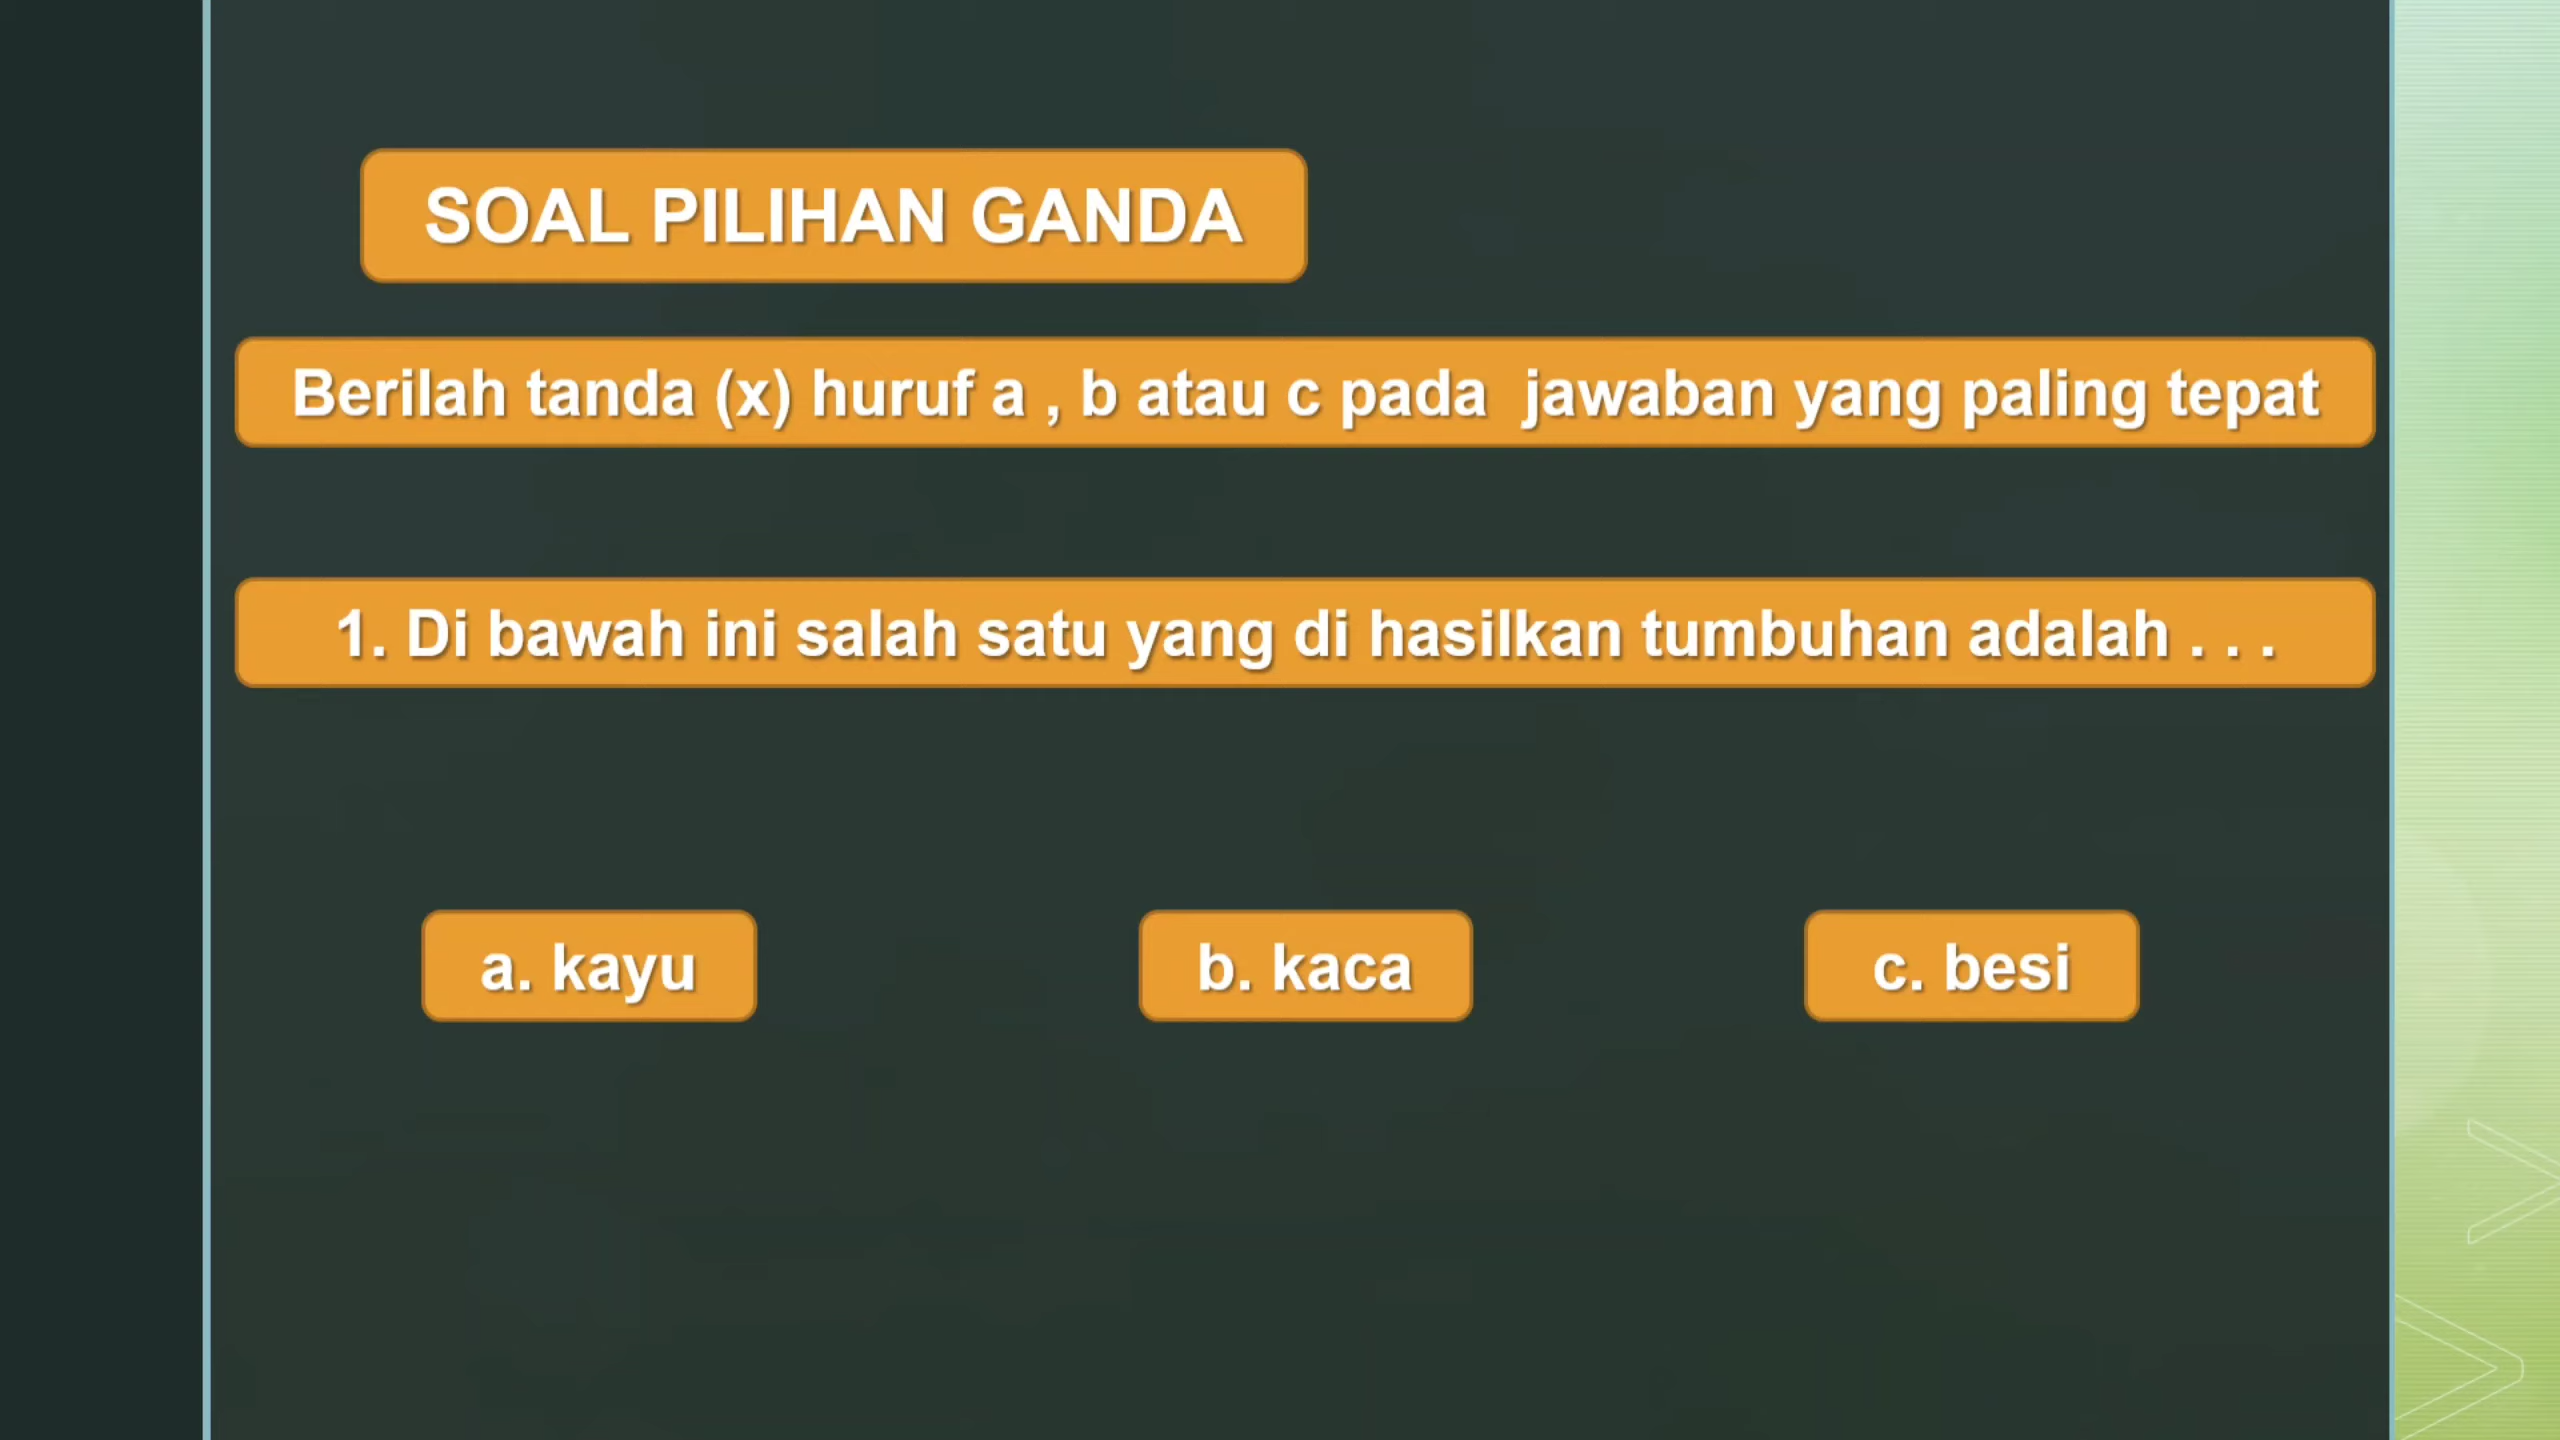 SOAL PILIHAN GANDA
Berilah tanda (x) huruf a , b atau c pada  jawaban yang paling tepat
1. Di bawah ini salah satu yang di hasilkan tumbuhan adalah . . .
a. kayu
b. kaca
c. besi